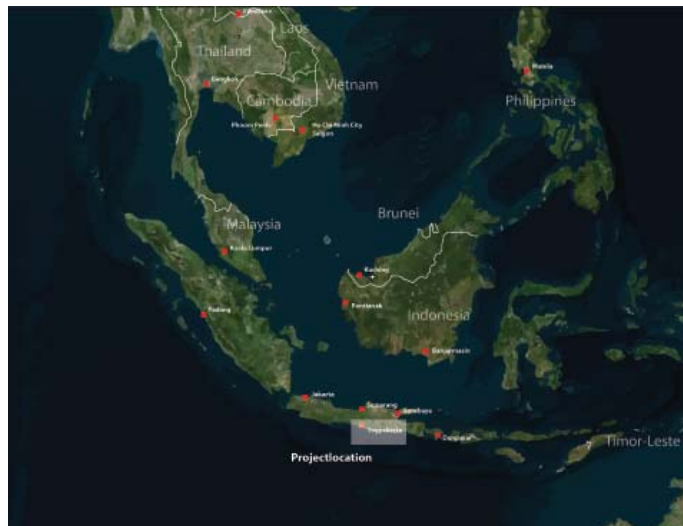 Laos
Thailand
Bangkok
Manila
Vietnam
Cambodia
Philippines
Phnom Penh
Ho Chi Minh City
Saigon
Brunei
Malaysia
Kuala Lumpur
Kuching
Pontianak
Padang
Indonesia
Banjarmasin
Jakarta
Semarang
Surabaya
Yogyakarta
Denpasar
Timor-Leste
Projectlocation